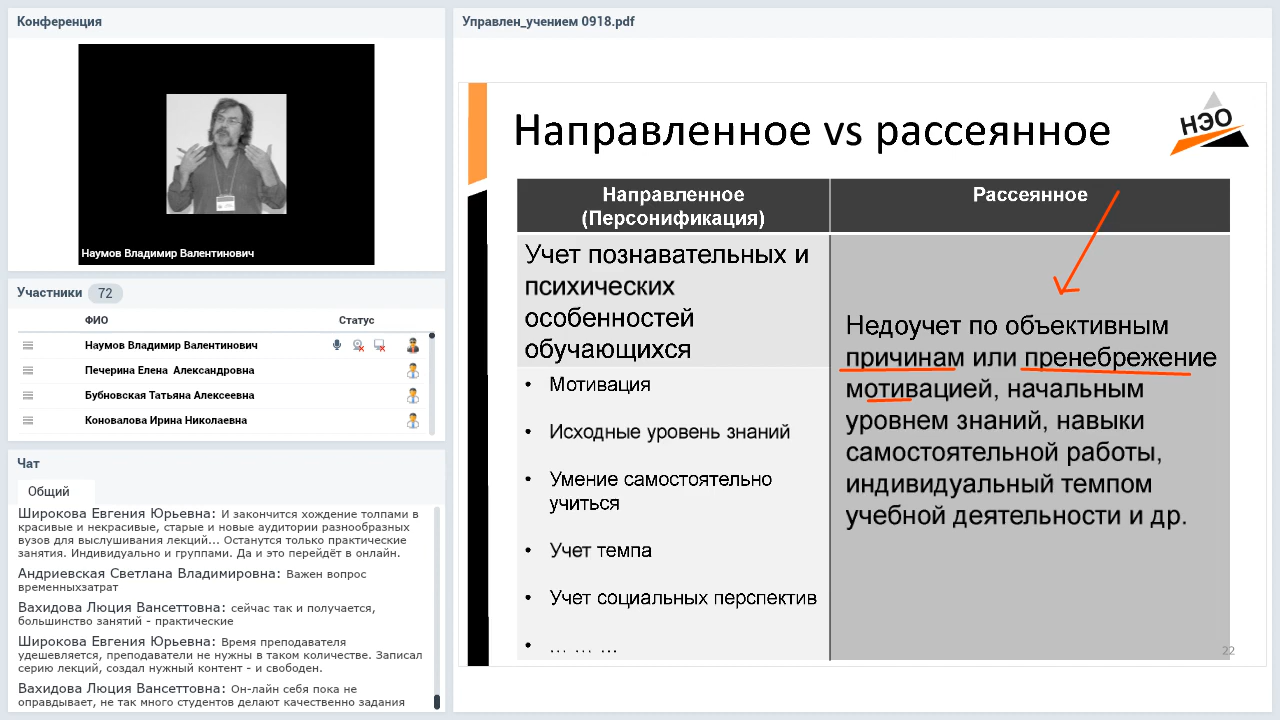 Конференция
Наумов Владимир Валентинович
Участники 72
ФИО Статус
Наумов Владимир Валентинович
Печерина Елена Александровна
Бубновская Татьяна Алексеевна
Коновалова Ирина Николаевна
Чат
Общий
Широкова Евгения Юрьевна: И закончится хождение толпами в
красивые и некрасивые, старые и новые аудитории разнообразных
вузов для выслушивания лекций... Останутся только практические
занятия. Индивидуально и группами. Да и это перейдёт в онлайн.
Андриевская Светлана Владимировна: Важен вопрос
временныхзатрат
Вахидова Люция Вансеттовна: сейчас так и получается,
большинство занятий - практические
Широкова Евгения Юрьевна: Время преподавателя
удешевляется, преподаватели не нужны в таком количестве. Записал
серию лекций, создал нужный контент - и свободен.
Вахидова Люция Вансеттовна: Он-лайн себя пока не
оправдывает, не так много студентов делают качественно задания
Управлен_учением 0918.pdf
Направленное vs рассеянное
НЭО
Направленное
(Персонификация)
Рассеянное
Учет познавательных и
психических
особенностей
обучающихся
• Мотивация
• Исходные уровень знаний
• Умение самостоятельно
учиться
• Учет темпа
• Учет социальных перспектив
• ... ... ...
Недоучет по объективным
причинам или пренебрежение
мотивацией, начальным
уровнем знаний, навыки
самостоятельной работы,
индивидуальный темпом
учебной деятельности и др.
22